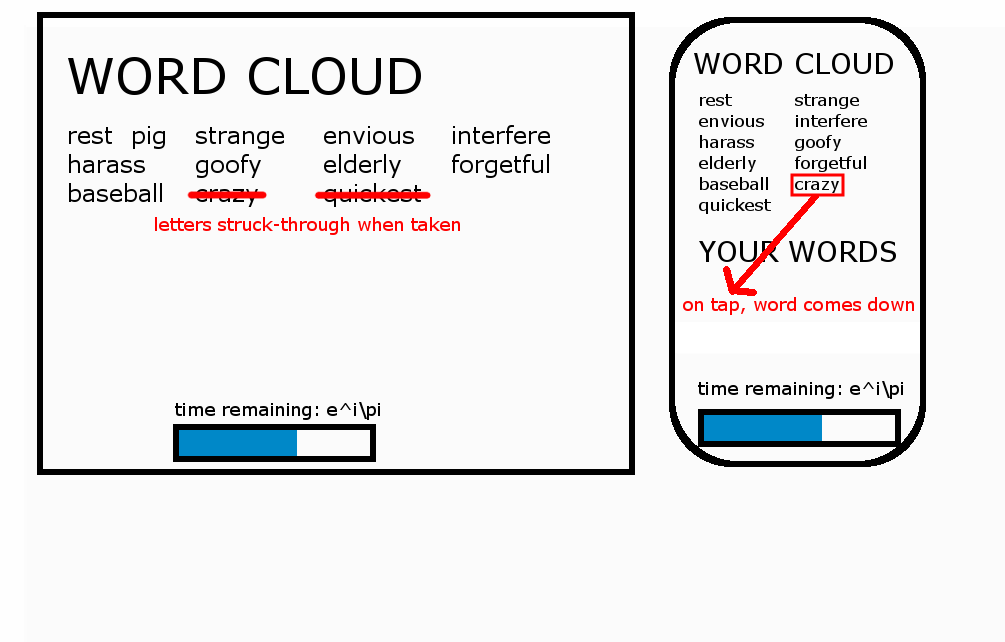 WORD CLOUD
rest pig strange envious interfere
harass goofy elderly forgetful
baseball crazy quickest
letters struck-through when taken
time remaining: e^i\pi
WORD CLOUD
rest strange
envious interfere
harass goofy
elderly forgetful
baseball crazy
quickest
YOUR WORDS
on tap, word comes down
time remaining: e^i\pi